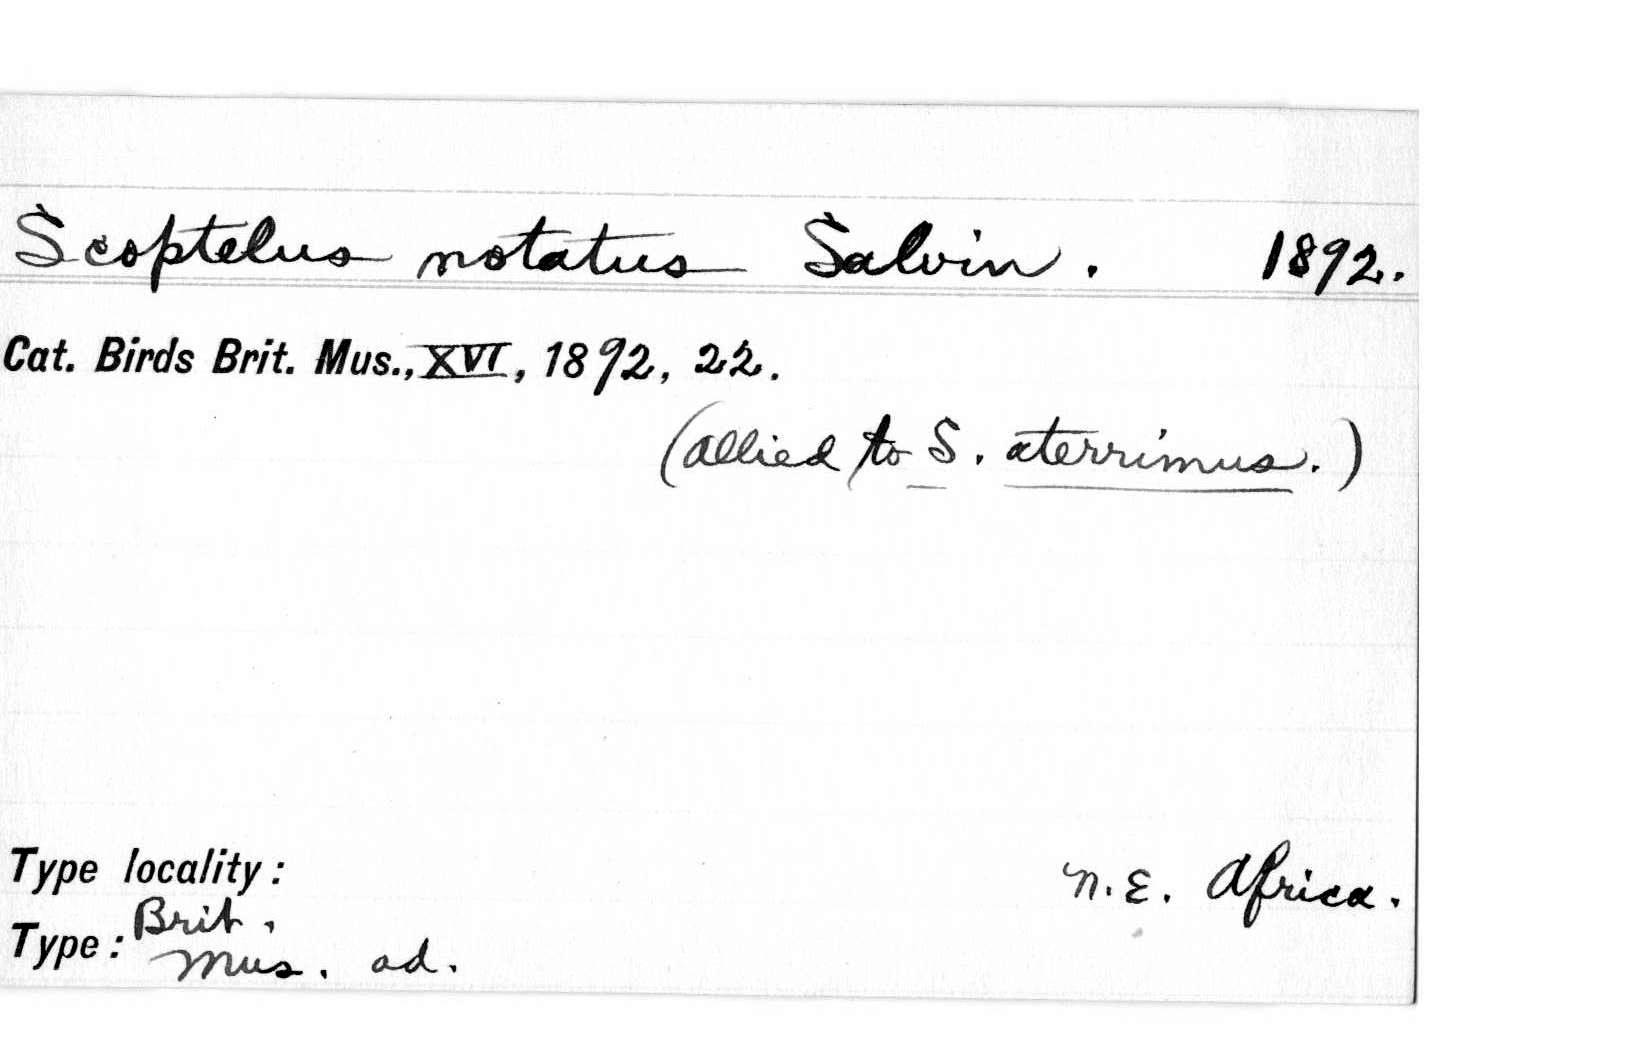 Scoptelus notatus Salvin. 1892.
Cat. Birds Brit. Mus., XVI, 1892, 22.
(allied to S. aterrimus.)
Type locality: N.E. Africa.
Type: Brit. Mus. ad.